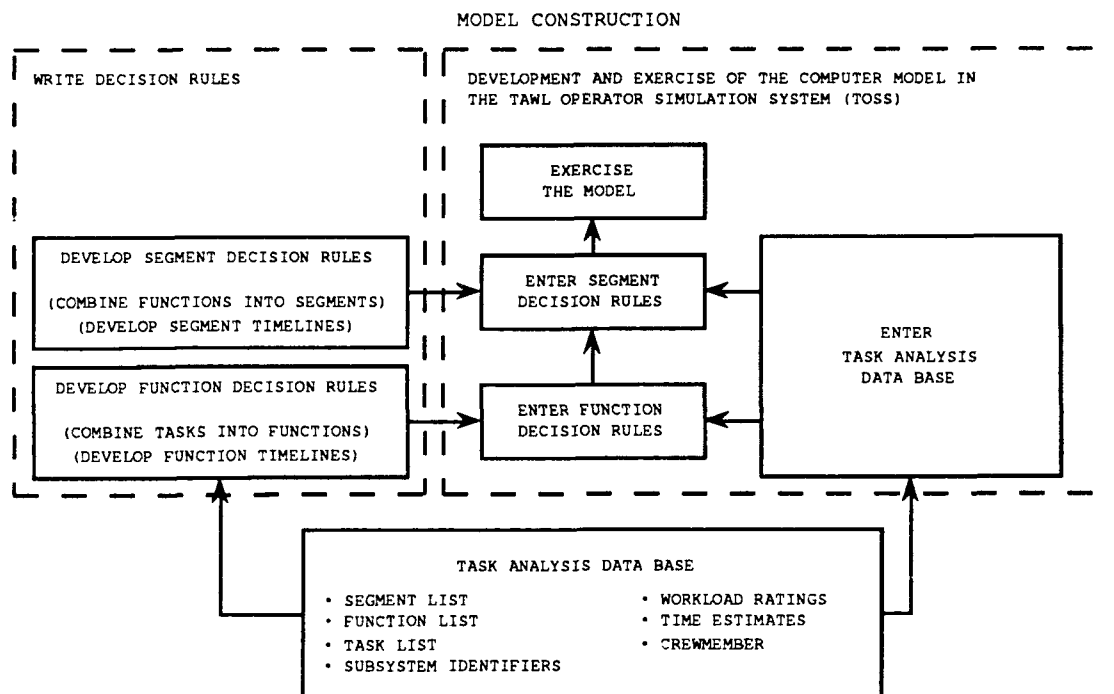 MODEL CONSTRUCTION
WRITE DECISION RULES
DEVELOPMENT AND EXERCISE OF THE COMPUTER MODEL IN
THE TAWL OPERATOR SIMULATION SYSTEM (TOSS)
EXERCISE
THE MODEL
DEVELOP SEGMENT DECISION RULES
(COMBINE FUNCTIONS INTO SEGMENTS)
(DEVELOP SEGMENT TIMELINES)
ENTER SEGMENT
DECISION RULES
ENTER
TASK ANALYSIS
DATA BASE
DEVELOP FUNCTION DECISION RULES
(COMBINE TASKS INTO FUNCTIONS)
(DEVELOP FUNCTION TIMELINES)
ENTER FUNCTION
DECISION RULES
TASK ANALYSIS DATA BASE
• SEGMENT LIST
• FUNCTION LIST
• TASK LIST
• SUBSYSTEM IDENTIFIERS
• WORKLOAD RATINGS
• TIME ESTIMATES
• CREWMEMBER